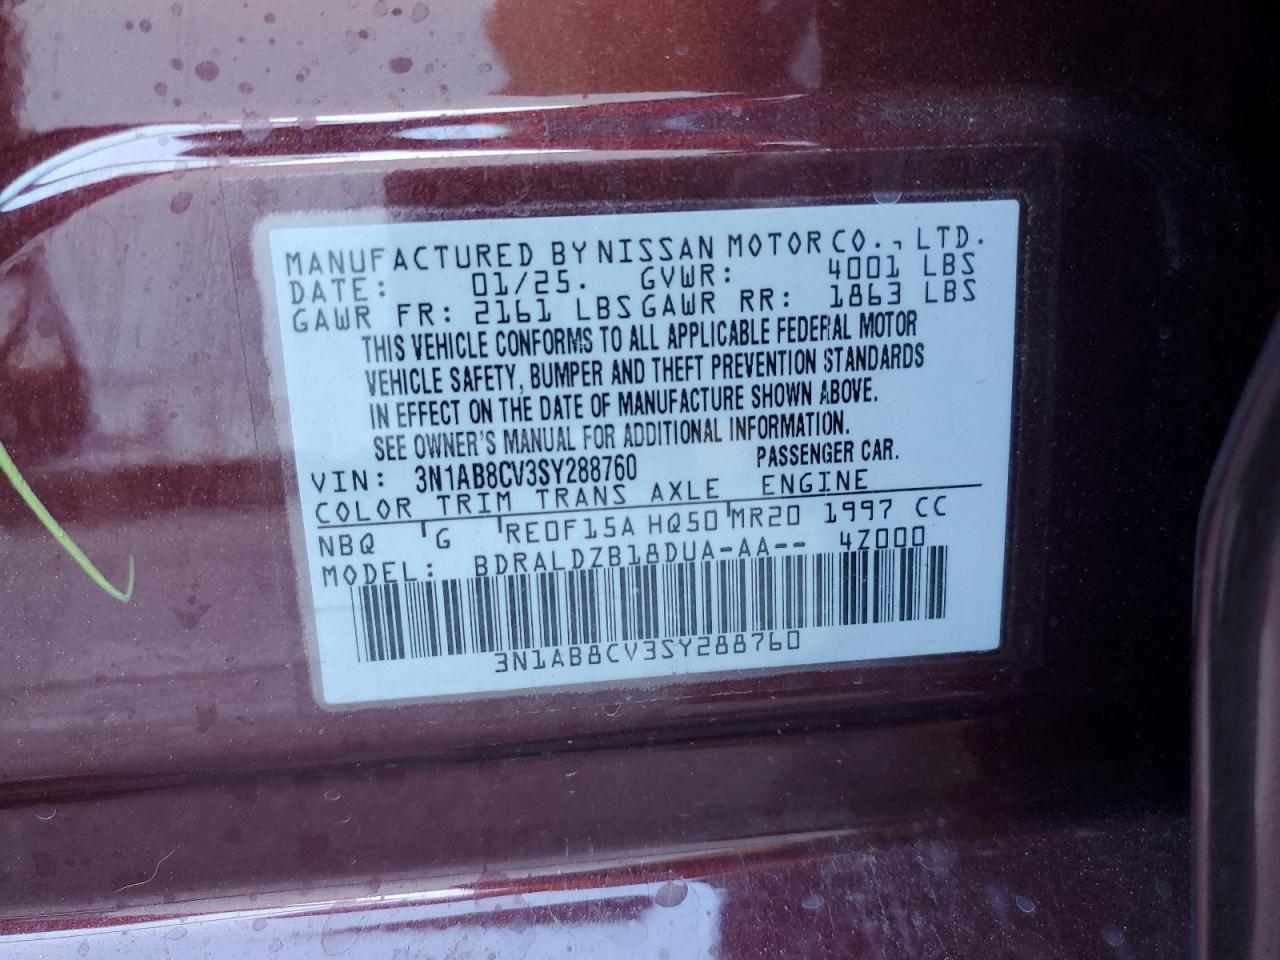 MANUFACTURED BY NISSAN MOTOR CO., LTD.
DATE: 01/25. GVWR: 4001 LBS
GAWR FR: 2161 LBS GAWR RR: 1863 LBS
THIS VEHICLE CONFORMS TO ALL APPLICABLE FEDERAL MOTOR
VEHICLE SAFETY, BUMPER AND THEFT PREVENTION STANDARDS
IN EFFECT ON THE DATE OF MANUFACTURE SHOWN ABOVE.
SEE OWNER'S MANUAL FOR ADDITIONAL INFORMATION.
VIN: 3N1AB8CV3SY288760 PASSENGER CAR.
COLOR TRIM TRANS AXLE ENGINE
NBQ G RE0F15A HQ50 MR20 1997 CC
MODEL: BDRALDZB18DUA-AA-- 4Z000
3N1AB8CV3SY288760